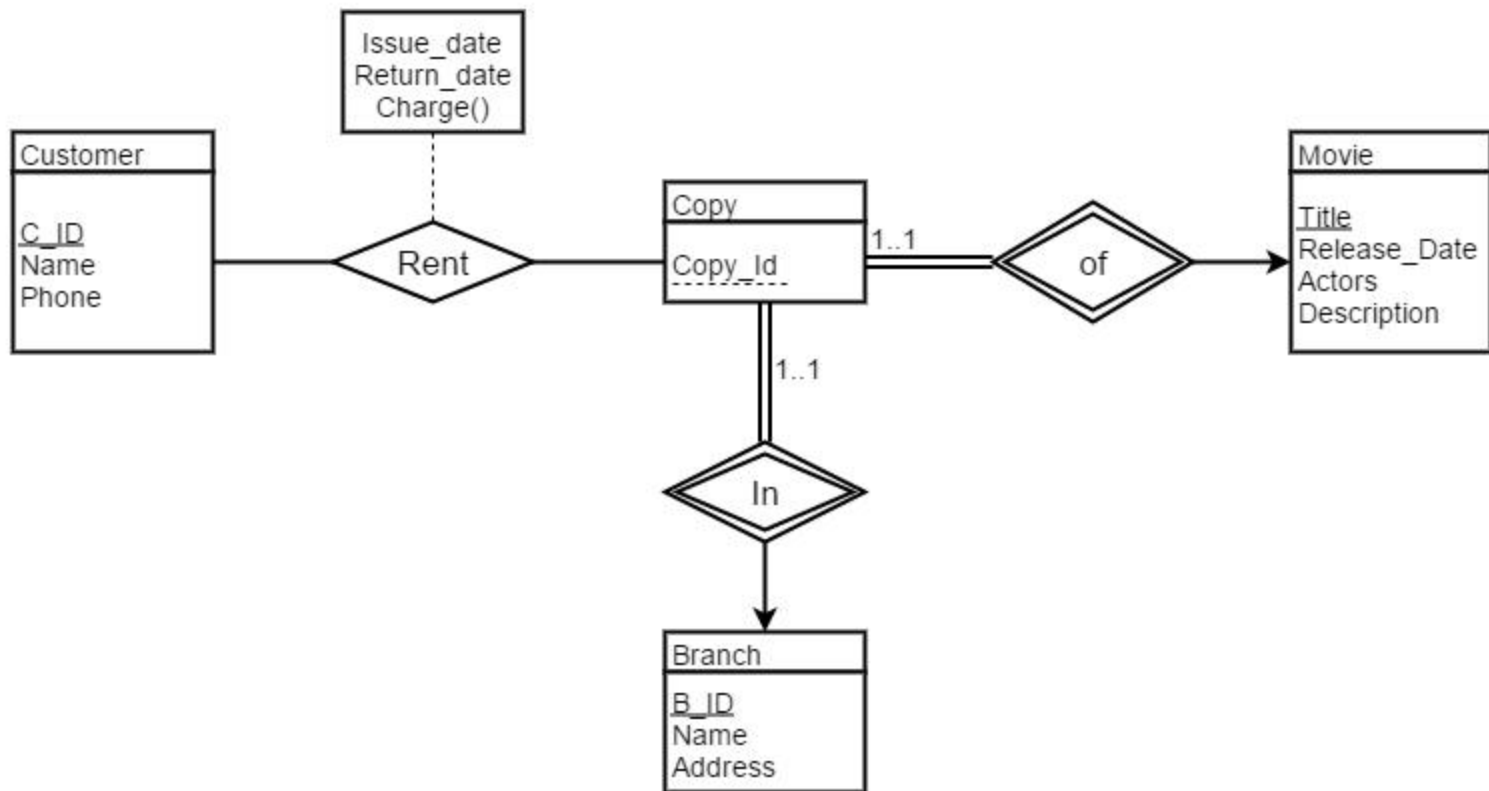 Issue_date
Return_date
Charge()
Customer
C_ID
Name
Phone
Rent
Copy
Copy_Id
1..1
of
Movie
Title
Release_Date
Actors
Description
1..1
In
Branch
B_ID
Name
Address